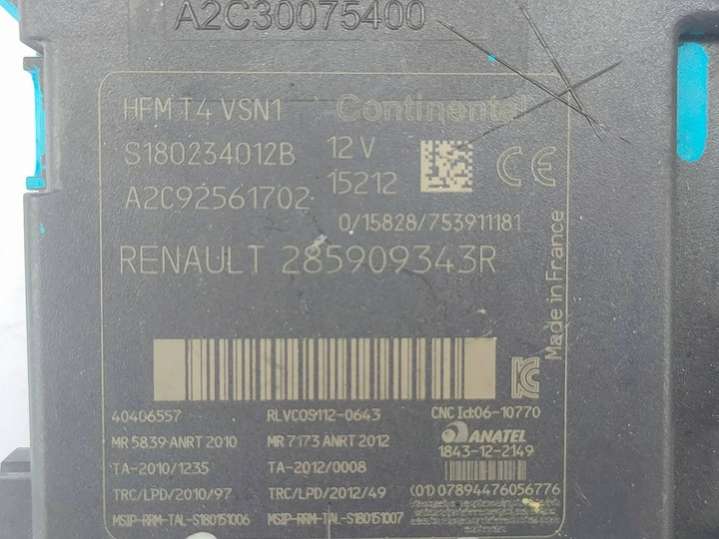 A2C30075400
HFM T4 VSN1 Continental
S180234012B 12V
A2C92561702 15212
0/15828/753911181
RENAULT 285909343R
Made in France
40406557 RLVCOS112-0643 CNC Id:06-10770
MR 5839 ANRT 2010 MR 7173 ANRT 2012 ANATEL
TA-2010/1235 TA-2012/0008 1843-12-2149
TRC/LPD/2010/97 TRC/LPD/2012/49 (01)07894476056776
MSIP-RRM-TAL-S180151006 MSIP-RRM-TAL-S180151007